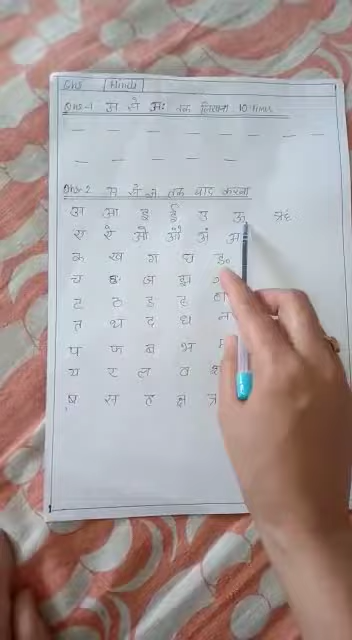 Hindi
Ques-1 अ से अः तक लिखना 10 times
Ques-2 अ से ज्ञ तक याद करना
अ आ इ ई उ ऊ ऋ
ए ऐ ओ औ अं अ
क ख ग घ ङ
च छ ज झ
ट ठ ड ढ ण
त थ द ध न
प फ ब भ म
य र ल व श
ष स ह क्ष त्र